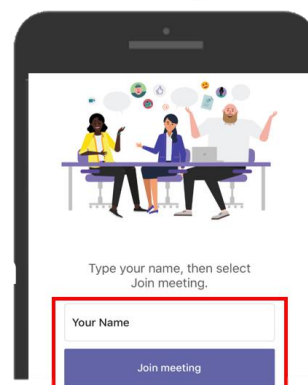 Type your name, then select
Join meeting.
Your Name
Join meeting